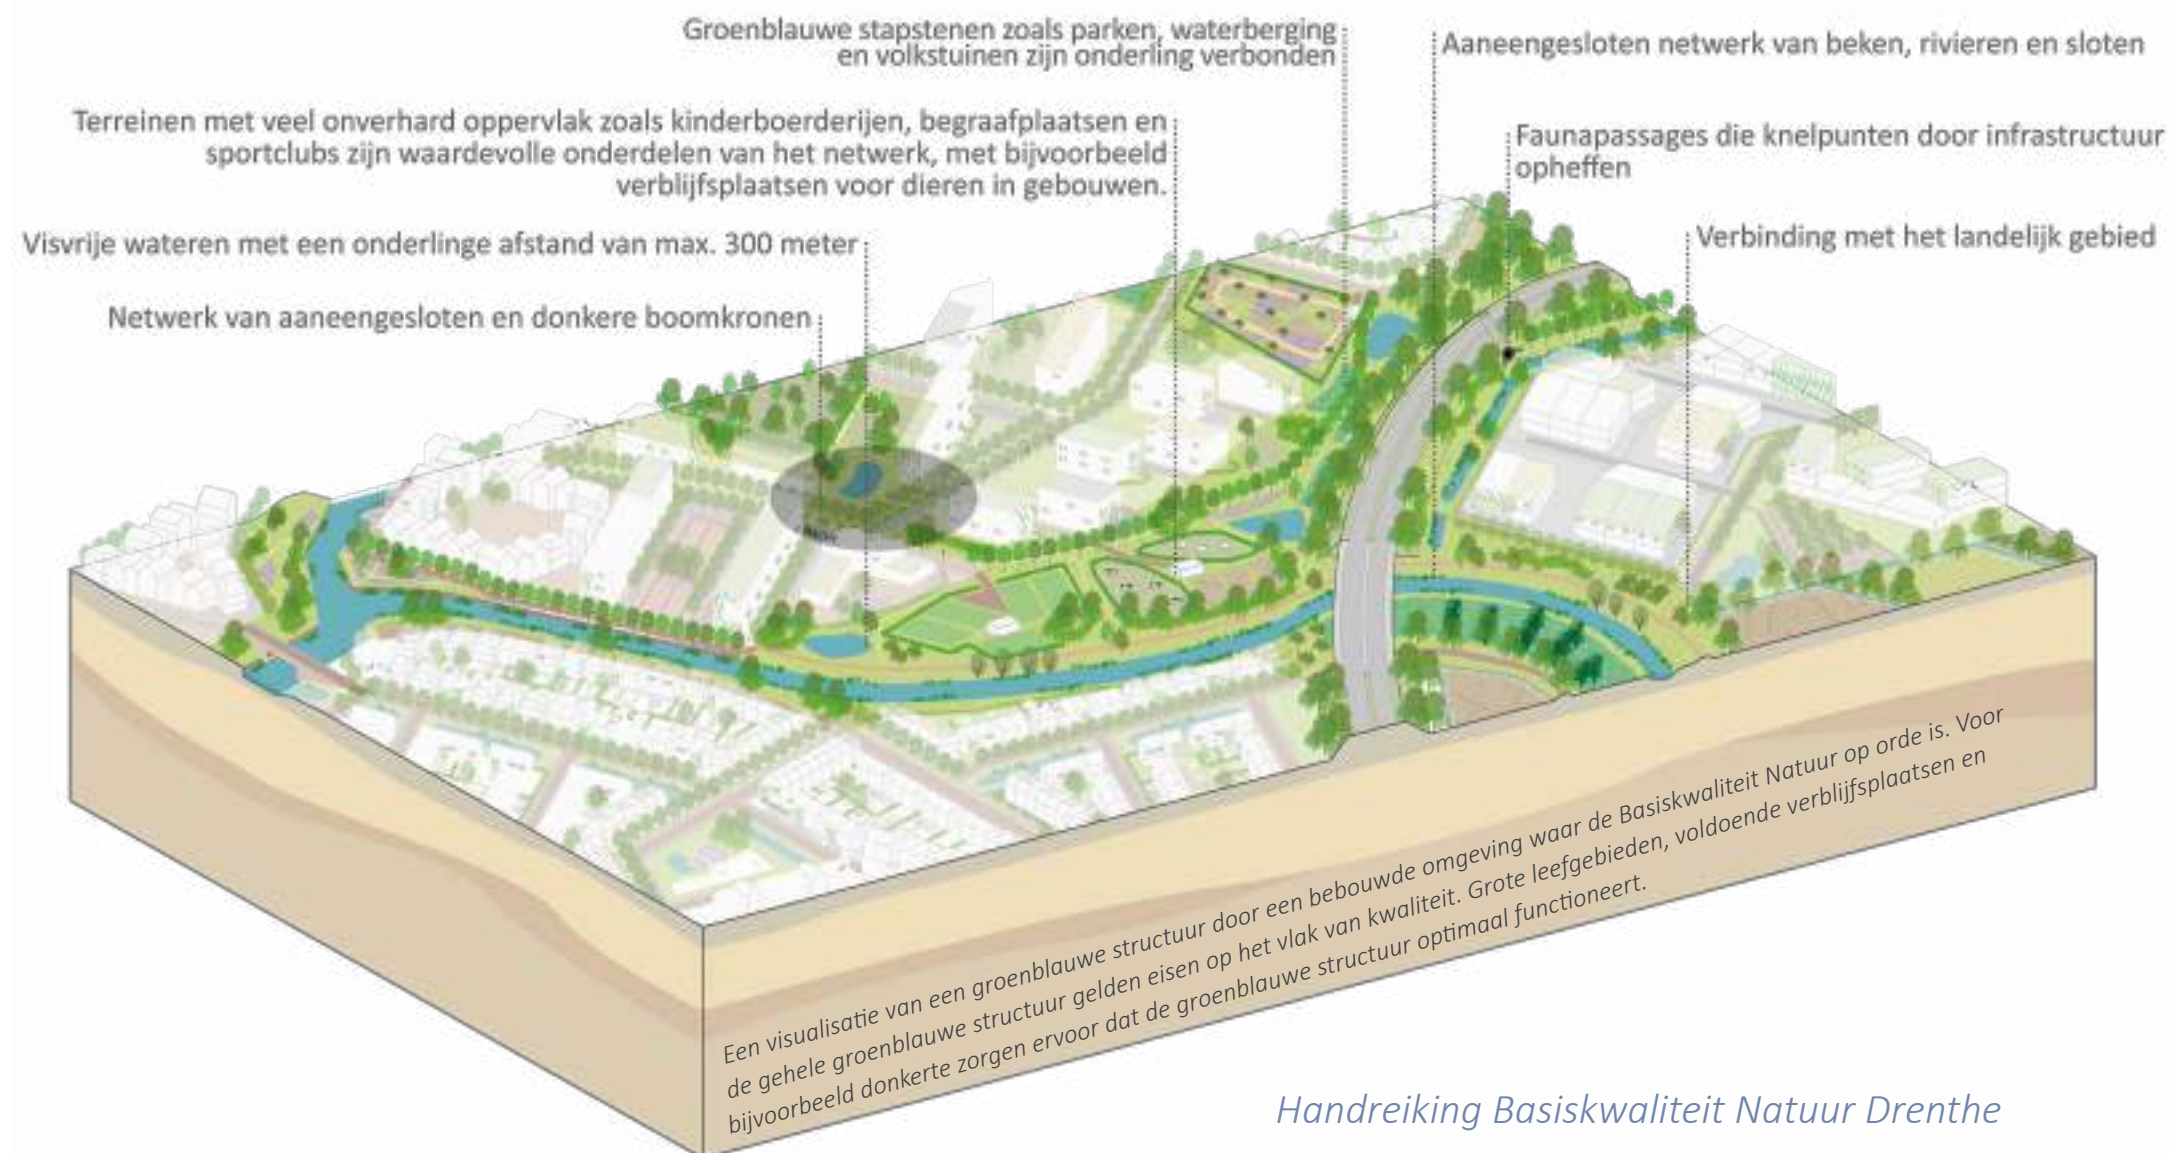 Groenblauwe stapstenen zoals parken, waterberging
en volkstuinen zijn onderling verbonden
Aaneengesloten netwerk van beken, rivieren en sloten
Terreinen met veel onverhard oppervlak zoals kinderboerderijen, begraafplaatsen en
sportclubs zijn waardevolle onderdelen van het netwerk, met bijvoorbeeld
verblijfsplaatsen voor dieren in gebouwen.
Faunapassages die knelpunten door infrastructuur
opheffen
Visvrije wateren met een onderlinge afstand van max. 300 meter
Verbinding met het landelijk gebied
Netwerk van aaneengesloten en donkere boomkronen
Een visualisatie van een groenblauwe structuur door een bebouwde omgeving waar de Basiskwaliteit Natuur op orde is. Voor
de gehele groenblauwe structuur gelden eisen op het vlak van kwaliteit. Grote leefgebieden, voldoende verblijfsplaatsen en
bijvoorbeeld donkerte zorgen ervoor dat de groenblauwe structuur optimaal functioneert.
Handreiking Basiskwaliteit Natuur Drenthe